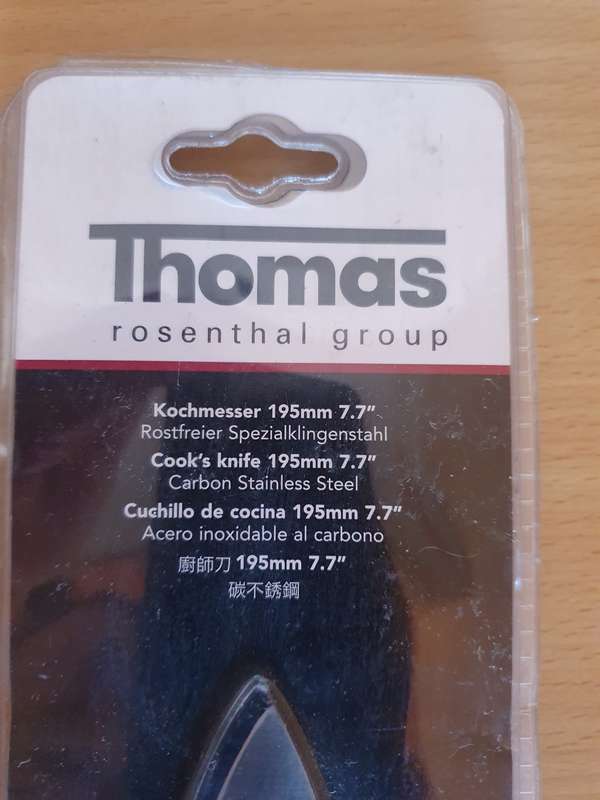 Thomas
rosenthal group
Kochmesser 195mm 7.7"
Rostfreier Spezialklingenstahl
Cook's knife 195mm 7.7"
Carbon Stainless Steel
Cuchillo de cocina 195mm 7.7"
Acero inoxidable al carbono
廚師刀 195mm 7.7"
碳不銹鋼